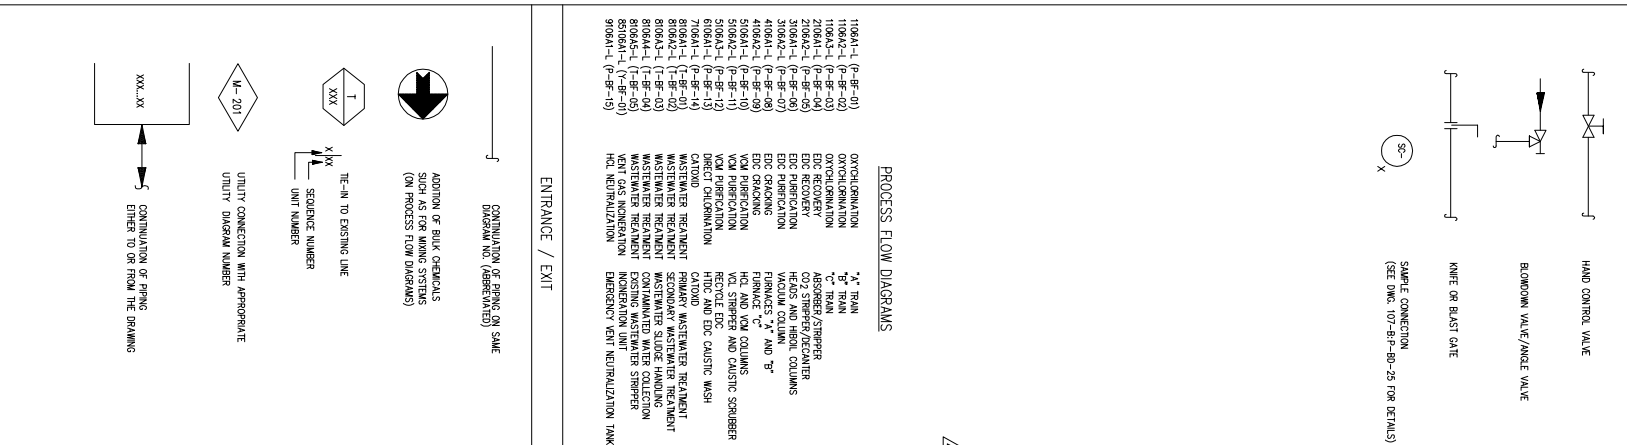 HAND CONTROL VALVE
BLOWDOWN VALVE/ANGLE VALVE
KNIFE OR BLAST GATE
SC-
X
SAMPLE CONNECTION
(SEE DWG. 107-B:P-BD-25 FOR DETAILS)
PROCESS FLOW DIAGRAMS
1106A1-L (P-BF-01) OXYCHLORINATION "A" TRAIN
1106A2-L (P-BF-02) OXYCHLORINATION "B" TRAIN
1106A3-L (P-BF-03) OXYCHLORINATION "C" TRAIN
2106A1-L (P-BF-04) EDC RECOVERY ABSORBER/STRIPPER
2106A2-L (P-BF-05) EDC RECOVERY CO2 STRIPPER/DECANTER
3106A1-L (P-BF-06) EDC PURIFICATION HEADS AND HIBOIL COLUMNS
3106A2-L (P-BF-07) EDC PURIFICATION VACUUM COLUMN
4106A1-L (P-BF-08) EDC CRACKING FURNACES "A" AND "B"
4106A2-L (P-BF-09) EDC CRACKING FURNACE "C"
5106A1-L (P-BF-10) VCM PURIFICATION HCL AND VCM COLUMNS
5106A2-L (P-BF-11) VCM PURIFICATION VCL STRIPPER AND CAUSTIC SCRUBBER
5106A3-L (P-BF-12) VCM PURIFICATION RECYCLE EDC
6106A1-L (P-BF-13) DIRECT CHLORINATION HTDC AND EDC CAUSTIC WASH
7106A1-L (P-BF-14) CATOXID CATOXID
8106A1-L (T-BF-01) WASTEWATER TREATMENT PRIMARY WASTEWATER TREATMENT
8106A2-L (T-BF-02) WASTEWATER TREATMENT SECONDARY WASTEWATER TREATMENT
8106A3-L (T-BF-03) WASTEWATER TREATMENT WASTEWATER SLUDGE HANDLING
8106A4-L (T-BF-04) WASTEWATER TREATMENT CONTAMINATED WATER COLLECTION
8106A5-L (T-BF-05) WASTEWATER TREATMENT EXISTING WASTEWATER STRIPPER
85106A1-L (Y-BF-01) VENT GAS INCINERATION INCINERATION UNIT
9106A1-L (P-BF-15) HCL NEUTRALIZATION EMERGENCY VENT NEUTRALIZATION TANK
ENTRANCE / EXIT
CONTINUATION OF PIPING ON SAME
DIAGRAM NO. (ABBREVIATED)
ADDITION OF BULK CHEMICALS
SUCH AS FOR MIXING SYSTEMS
(ON PROCESS FLOW DIAGRAMS)
T
XXX
X XX
TIE-IN TO EXISTING LINE
SEQUENCE NUMBER
UNIT NUMBER
M- 201
UTILITY CONNECTION WITH APPROPRIATE
UTILITY DIAGRAM NUMBER
XX...XX
CONTINUATION OF PIPING
EITHER TO OR FROM THE DRAWING